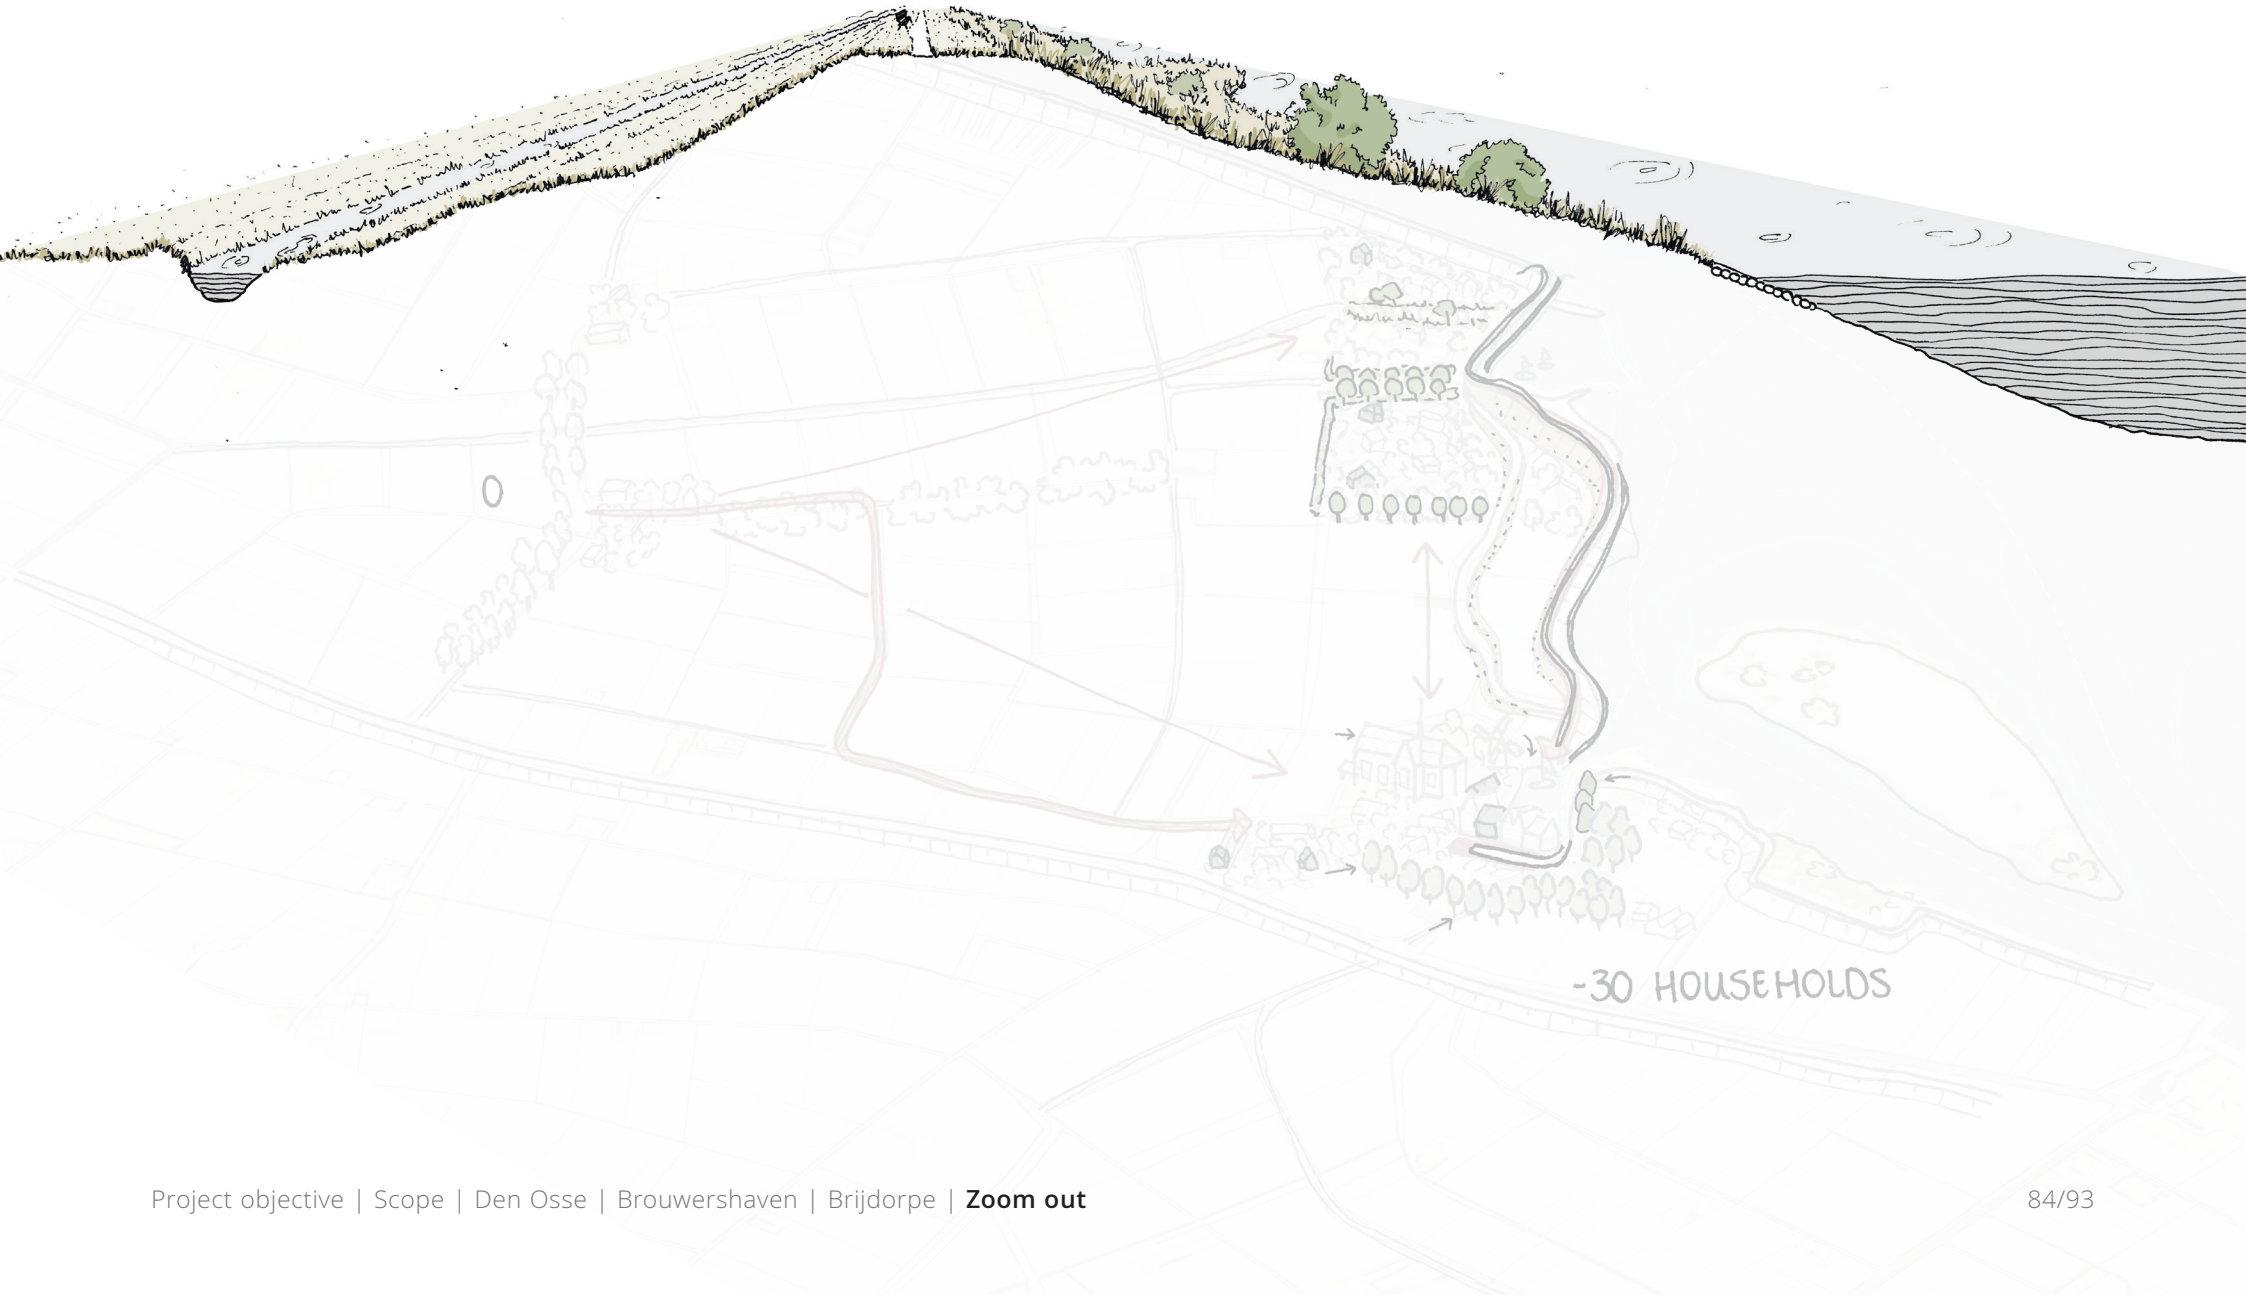 0
-30 HOUSEHOLDS
Project objective | Scope | Den Osse | Brouwershaven | Brijdorpe | Zoom out
84/93